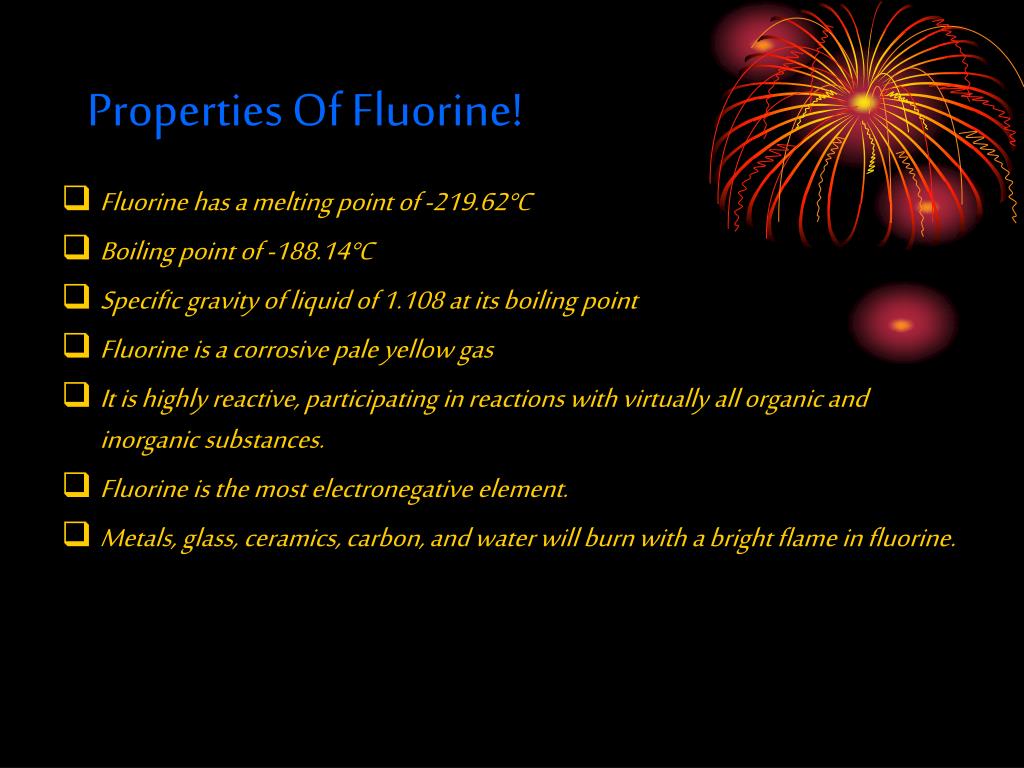 Properties Of Fluorine!
❑ Fluorine has a melting point of -219.62°C
❑ Boiling point of -188.14°C
❑ Specific gravity of liquid of 1.108 at its boiling point
❑ Fluorine is a corrosive pale yellow gas
❑ It is highly reactive, participating in reactions with virtually all organic and
inorganic substances.
❑ Fluorine is the most electronegative element.
❑ Metals, glass, ceramics, carbon, and water will burn with a bright flame in fluorine.